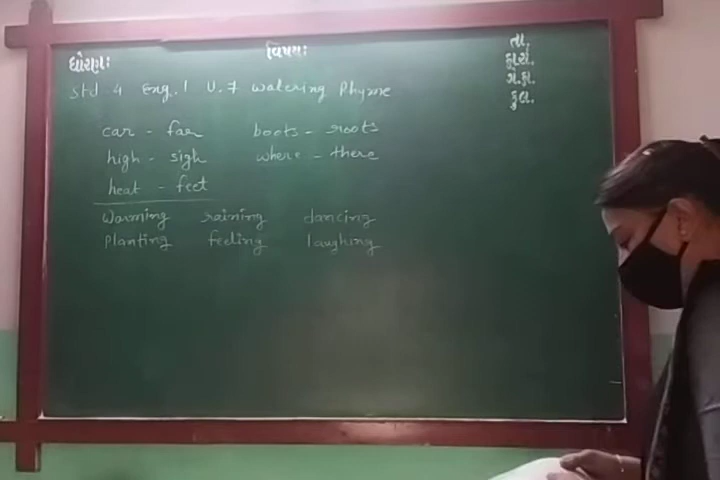 ધોરણઃ વિષયઃ તા.
હાજી.
ગે.હા.
કુલ.
Std 4 Eng. 1 U.7 watering Rhyme
car - far boots - roots
high - sigh where - there
heat - feet
Warming raining dancing
Planting feeling laughing